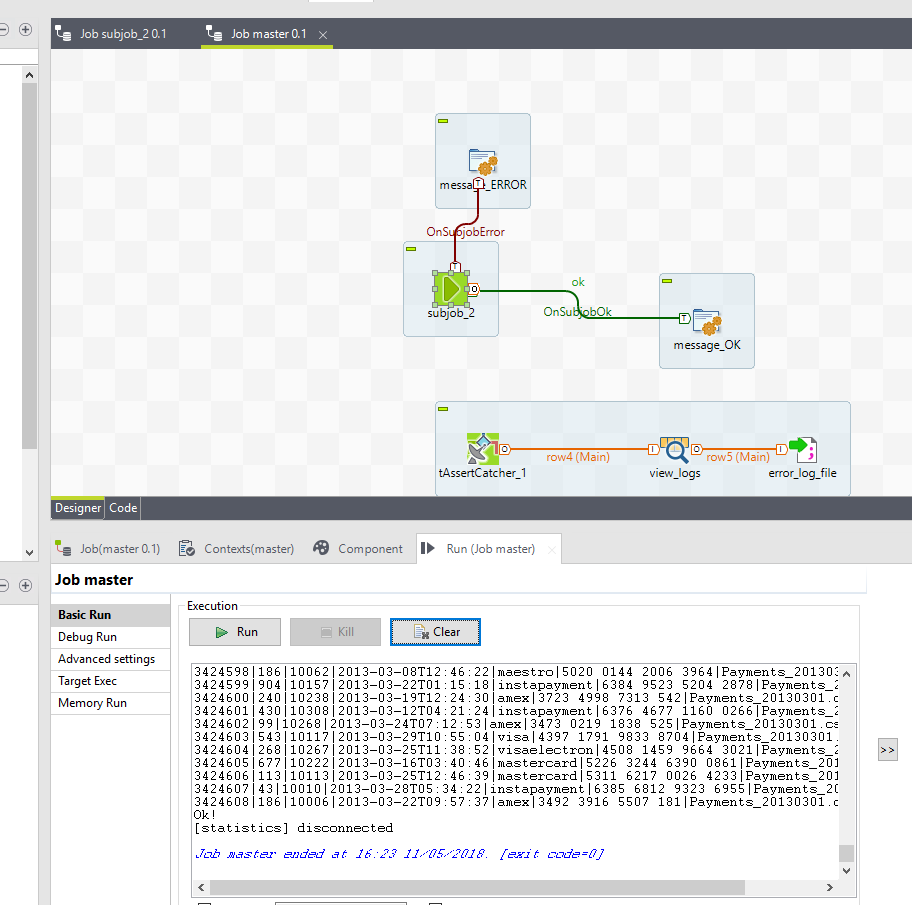 Job subjob_2 0.1
Job master 0.1
message_ERROR
OnSubjobError
subjob_2
ok
OnSubjobOk
message_OK
tAssertCatcher_1
row4 (Main)
view_logs
row5 (Main)
error_log_file
Designer
Code
Job(master 0.1)
Contexts(master)
Component
Run (Job master)
Job master
Basic Run
Debug Run
Advanced settings
Target Exec
Memory Run
Execution
Run
Kill
Clear
3424598|186|10062|2013-03-08T12:46:22|maestro|5020 0144 2006 3964|Payments_201303
3424599|904|10157|2013-03-22T01:15:18|instapayment|6384 9523 5204 2878|Payments_2
3424600|240|10238|2013-03-19T12:24:30|amex|3723 4998 7313 542|Payments_20130301.c
3424601|430|10308|2013-03-12T04:21:24|instapayment|6376 4677 1160 0266|Payments_2
3424602|99|10268|2013-03-24T07:12:53|amex|3473 0219 1838 525|Payments_20130301.cs
3424603|543|10117|2013-03-29T10:55:04|visa|4397 1791 9833 8704|Payments_20130301.
3424604|268|10267|2013-03-25T11:38:52|visaelectron|4508 1459 9664 3021|Payments_2
3424605|677|10222|2013-03-16T03:40:46|mastercard|5226 3244 6390 0861|Payments_201
3424606|113|10113|2013-03-25T12:46:39|mastercard|5311 6217 0026 4233|Payments_201
3424607|43|10010|2013-03-28T05:34:22|instapayment|6385 6812 9323 6955|Payments_20
3424608|186|10006|2013-03-22T09:57:37|amex|3492 3916 5507 181|Payments_20130301.c
Ok!
[statistics] disconnected
Job master ended at 16:23 11/05/2018. [exit code=0]
>>